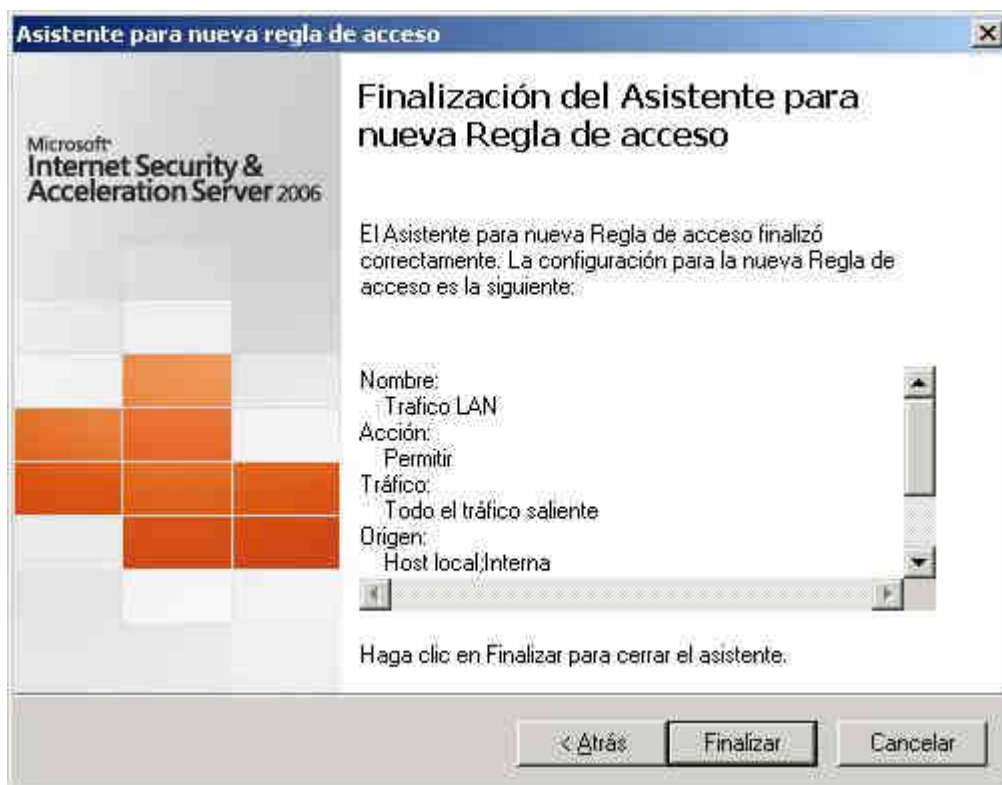 Asistente para nueva regla de acceso
Microsoft
Internet Security &
Acceleration Server 2006
Finalización del Asistente para
nueva Regla de acceso
El Asistente para nueva Regla de acceso finalizó
correctamente. La configuración para la nueva Regla de
acceso es la siguiente:
Nombre:
Trafico LAN
Acción:
Permitir
Tráfico:
Todo el tráfico saliente
Origen:
Host local;Interna
Haga clic en Finalizar para cerrar el asistente.
< Atrás
Finalizar
Cancelar